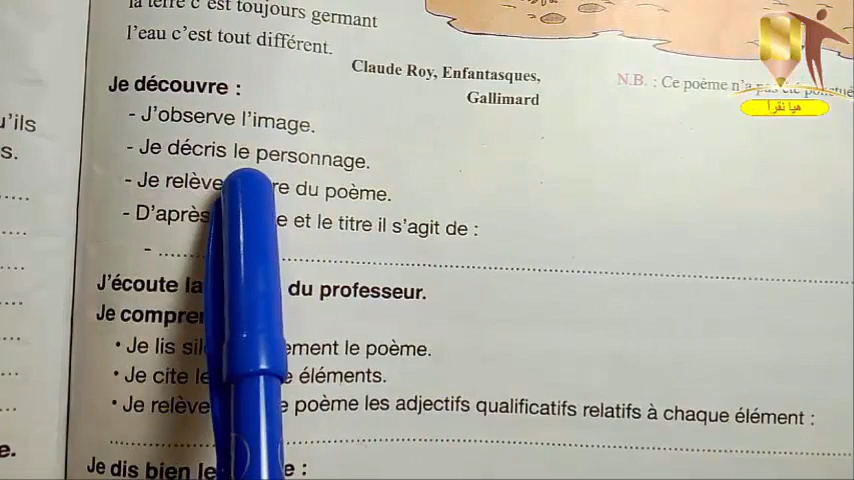 la terre c'est toujours germant
l'eau c'est tout différent.
Claude Roy, Enfantasques,
Gallimard
N.B. : Ce poème n'a pas été ponctué
هيا نقرأ
u'ils
s.
Je découvre :
- J'observe l'image.
- Je décris le personnage.
- Je relève re du poème.
- D'après e et le titre il s'agit de :
- ........
J'écoute la du professeur.
Je compre
• Je lis sil ement le poème.
• Je cite le e éléments.
• Je relève e poème les adjectifs qualificatifs relatifs à chaque élément :
e.
Je dis bien le e :